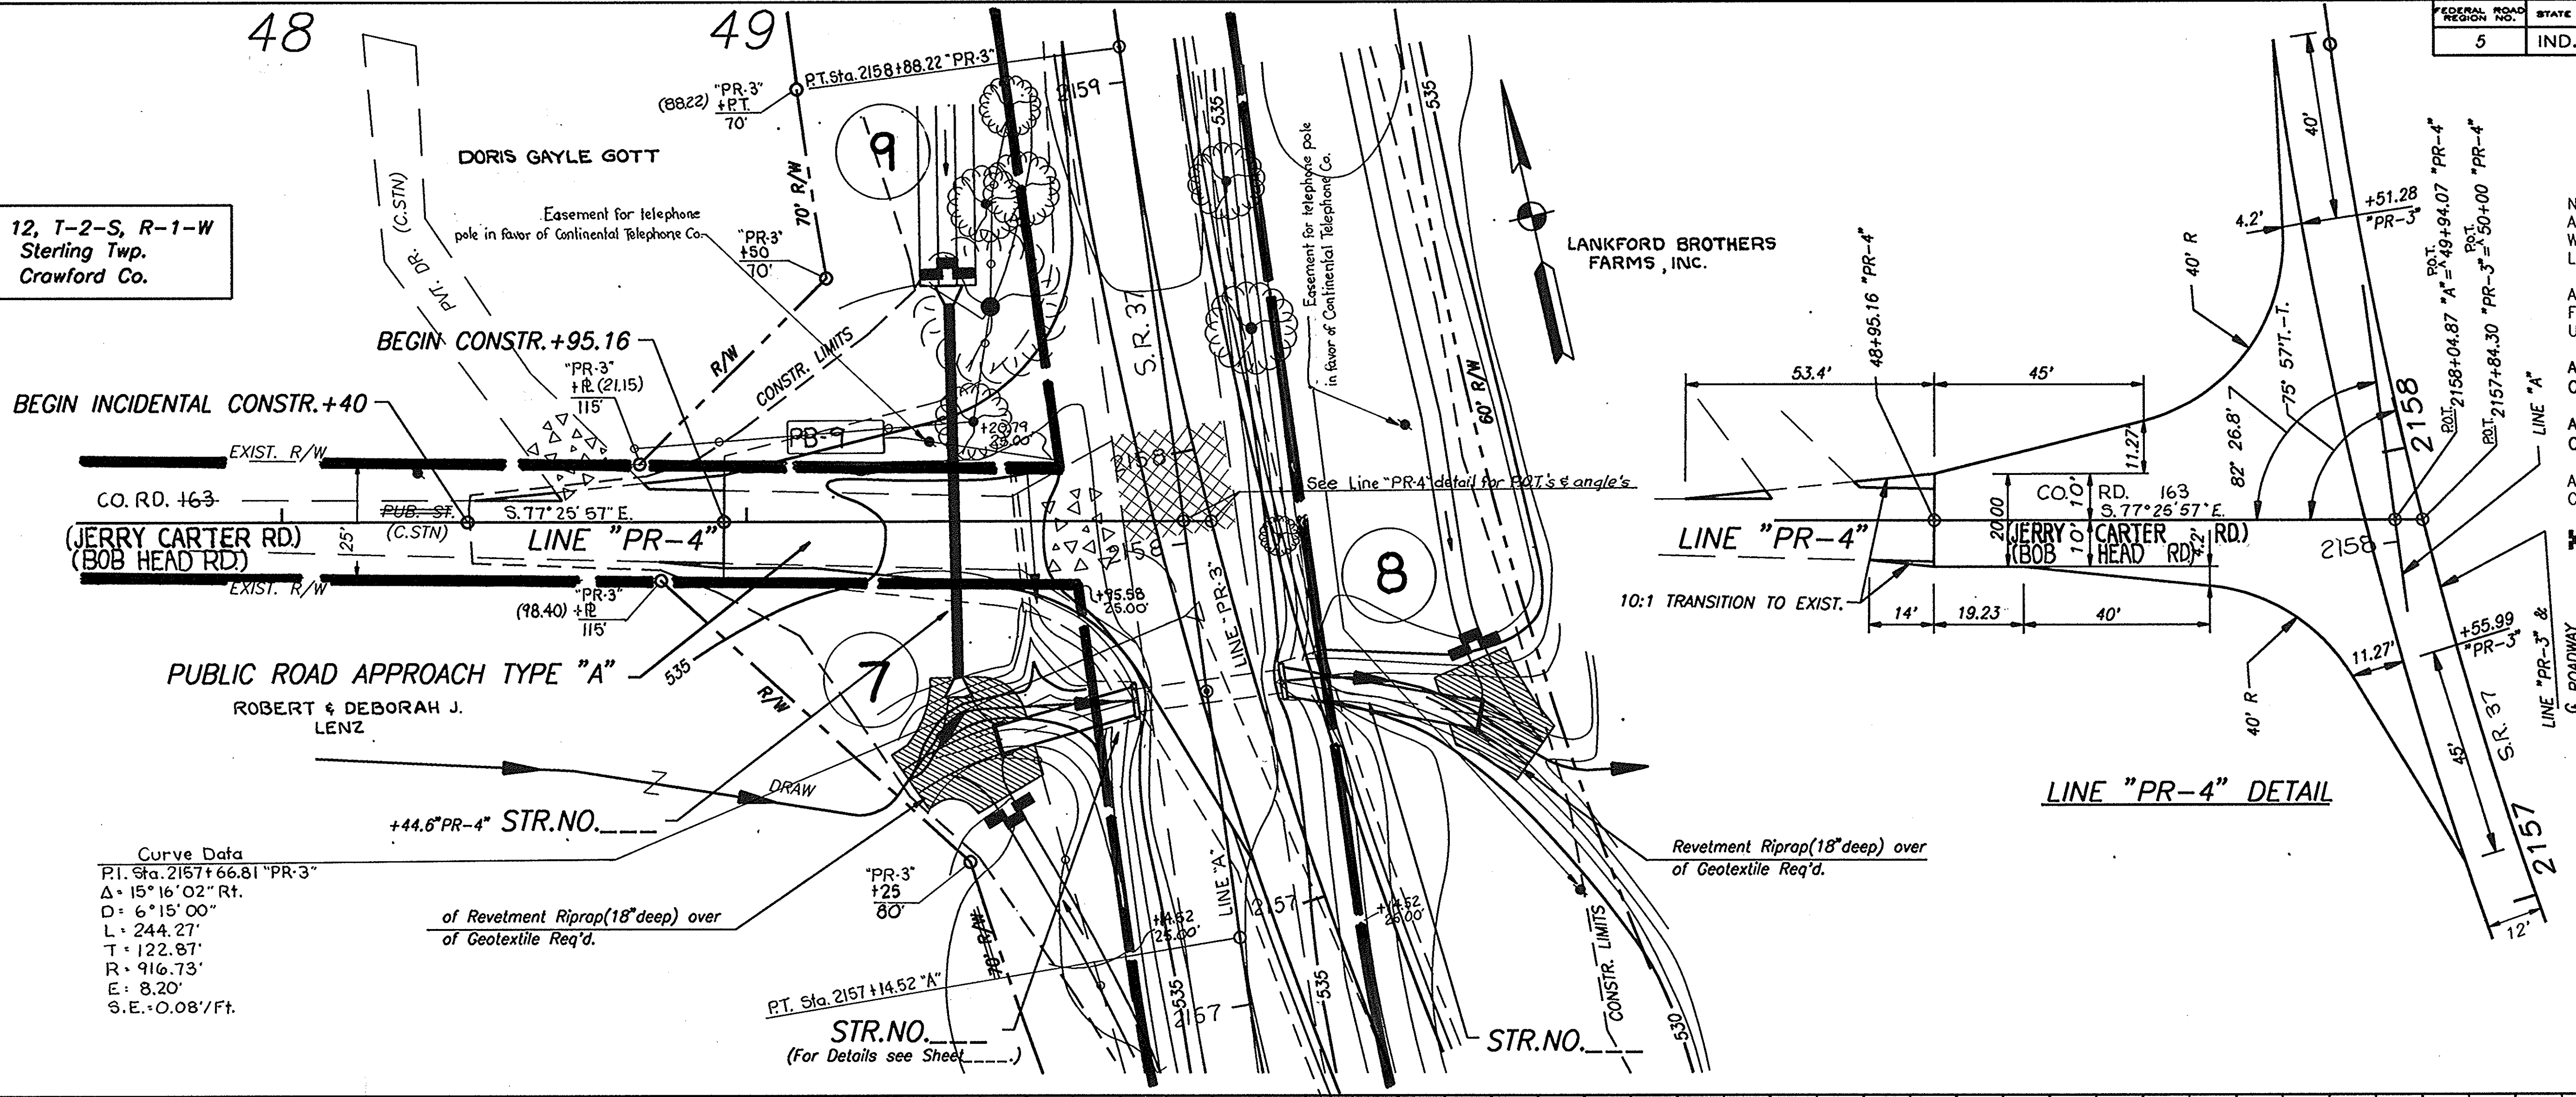 48
49
FEDERAL ROAD REGION NO.
STATE
5
IND.
12, T-2-S, R-1-W
Sterling Twp.
Crawford Co.
DORIS GAYLE GOTT
PVT. DR. (C.STN)
Easement for telephone
pole in favor of Continental Telephone Co.
"PR-3"
(88.22) +P.T.
70'
P.T. Sta. 2158+88.22 "PR-3"
70' R/W
"PR-3"
+50
70'
9
2159
535
535
S.R. 37
Easement for telephone pole
in favor of Continental Telephone Co.
60' R/W
LANKFORD BROTHERS
FARMS, INC.
BEGIN CONSTR.+95.16
BEGIN INCIDENTAL CONSTR.+40
"PR-3"
+PL (21.15)
115'
R/W
CONSTR. LIMITS
PB-9
+20.79
25.00'
2158
See Line "PR-4" detail for P.O.T.'s & angle's
EXIST. R/W
CO. RD. 163
PUB. ST.
(C.STN)
S. 77° 25' 57" E.
25'
(JERRY CARTER RD.)
(BOB HEAD RD.)
LINE "PR-4"
2158
EXIST. R/W
"PR-3"
(98.40) +PL
115'
+95.58
25.00'
LINE "PR-3"
8
7
PUBLIC ROAD APPROACH TYPE "A"
535
R/W
ROBERT & DEBORAH J.
LENZ
DRAW
+44.6"PR-4" STR.NO.___
Curve Data
P.I. Sta. 2157+66.81 "PR-3"
Δ = 15° 16' 02" Rt.
D = 6° 15' 00"
L = 244.27'
T = 122.87'
R = 916.73'
E = 8.20'
S.E. = 0.08'/Ft.
of Revetment Riprap(18"deep) over
of Geotextile Req'd.
"PR-3"
+25
80'
70' R/W
LINE "A"
2157
+14.52
25.00'
+14.52
25.00'
P.T. Sta. 2157+14.52 "A"
535
535
2157
STR.NO.___
(For Details see Sheet____.)
STR.NO.___
CONSTR. LIMITS
530
Revetment Riprap(18"deep) over
of Geotextile Req'd.
53.4'
45'
48+95.16 "PR-4"
11.27'
40' R
4.2'
40'
+51.28
"PR-3"
P.O.T. 2158+04.87 "A"=^49+94.07 "PR-4" P.O.T.
P.O.T. 2157+84.30 "PR-3"=^50+00 "PR-4" P.O.T.
82° 26.8'
75° 57'T.-T.
2158
LINE "A"
LINE "PR-4"
20.00
10'
10'
CO. RD. 163
S. 77° 25' 57" E.
(JERRY CARTER RD.)
(BOB HEAD RD.)
4.2'
2158
10:1 TRANSITION TO EXIST.
14'
19.23
40'
40' R
11.27'
+55.99
"PR-3"
45'
S.R. 37
LINE "PR-3" &
℄ ROADWAY
2157
12'
LINE "PR-4" DETAIL